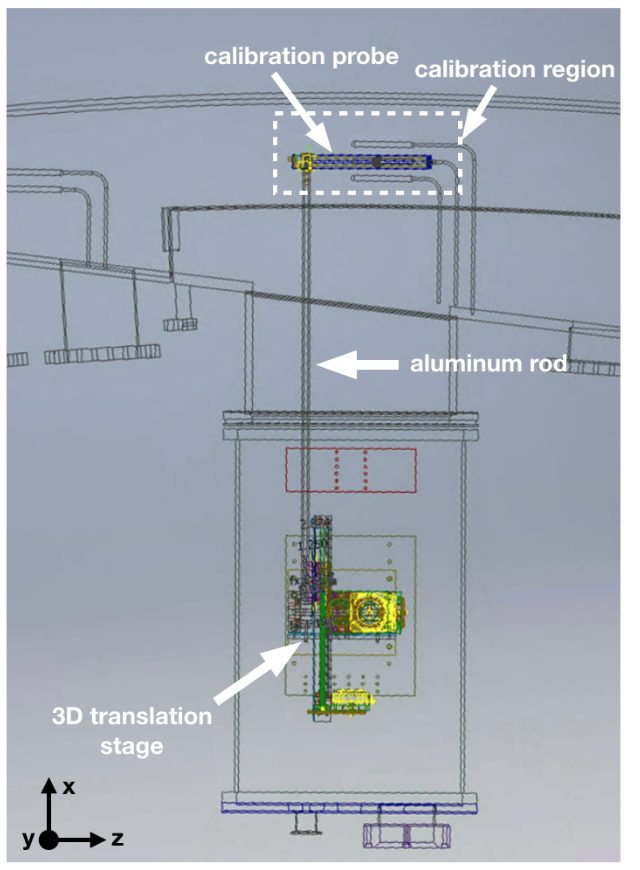 calibration probe
calibration region
aluminum rod
3D translation
stage
x
y
z